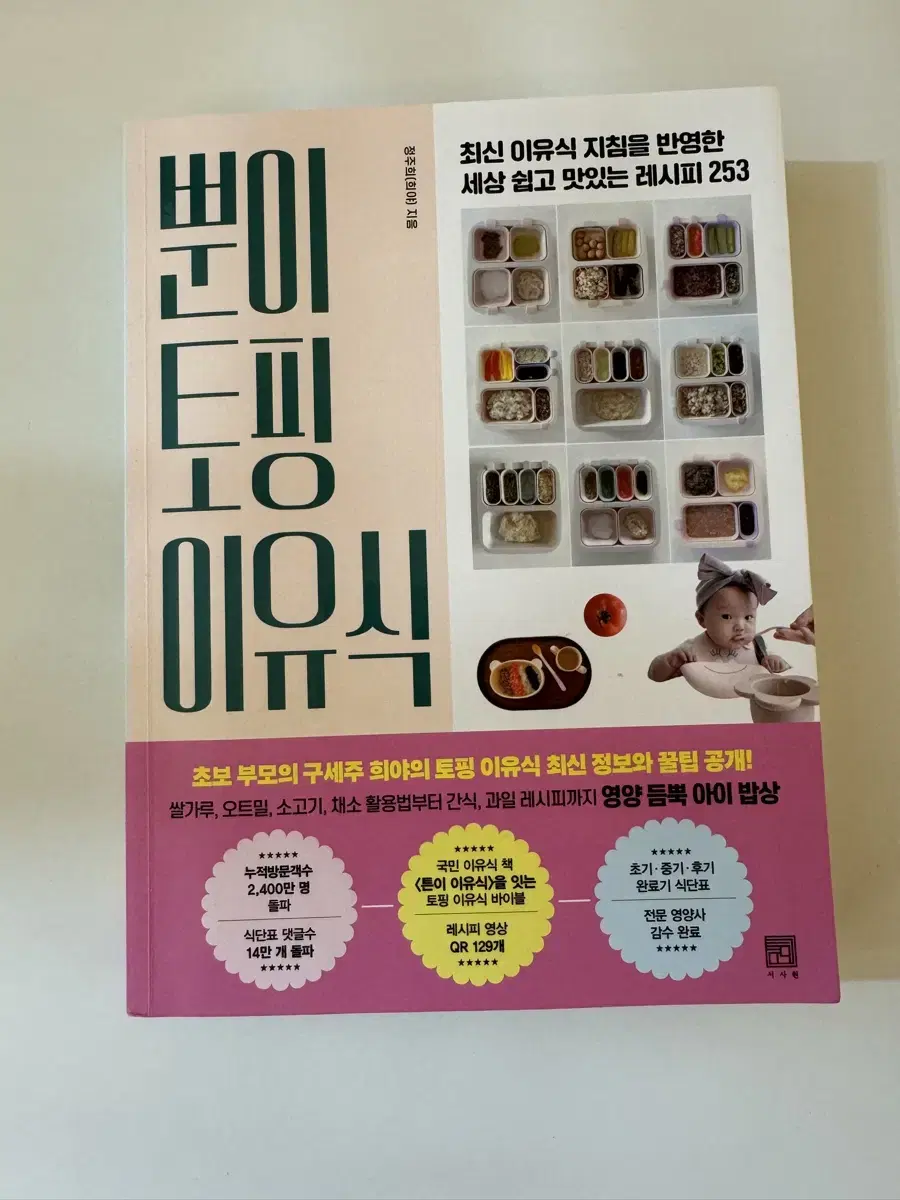 뿐이
토핑
이유식
정주희(희야) 지음
최신 이유식 지침을 반영한
세상 쉽고 맛있는 레시피 253
초보 부모의 구세주 희야의 토핑 이유식 최신 정보와 꿀팁 공개!
쌀가루, 오트밀, 소고기, 채소 활용법부터 간식, 과일 레시피까지 영양 듬뿍 아이 밥상
★★★★★
누적방문객수
2,400만 명
돌파
식단표 댓글수
14만 개 돌파
★★★★★
★★★★★
국민 이유식 책
〈튼이 이유식〉을 잇는
토핑 이유식 바이블
레시피 영상
QR 129개
★★★★★
★★★★★
초기·중기·후기
완료기 식단표
전문 영양사
감수 완료
★★★★★
서사원